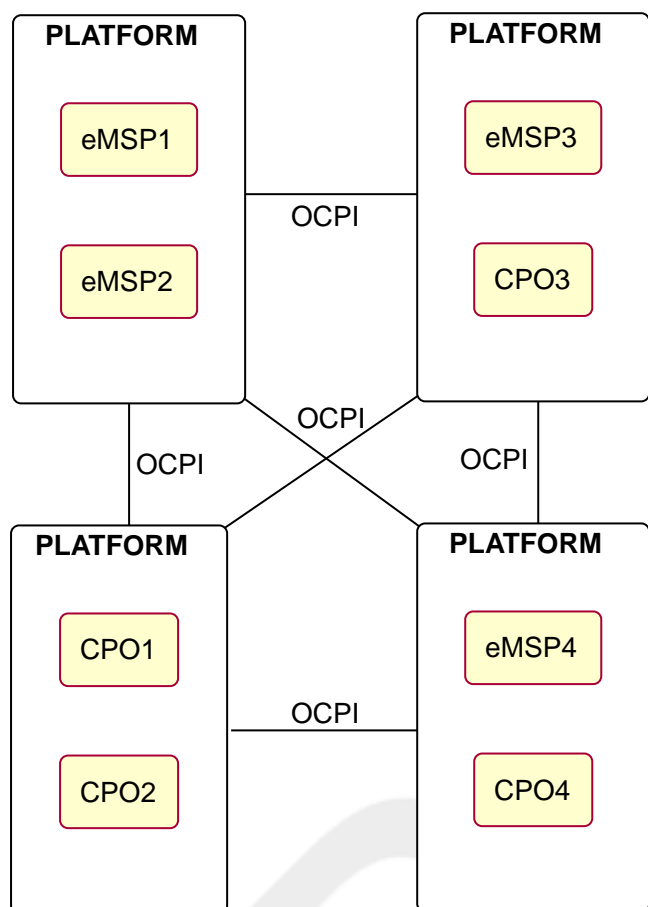 PLATFORM
eMSP1
eMSP2
PLATFORM
eMSP3
CPO3
OCPI
OCPI
OCPI
OCPI
PLATFORM
CPO1
CPO2
OCPI
PLATFORM
eMSP4
CPO4